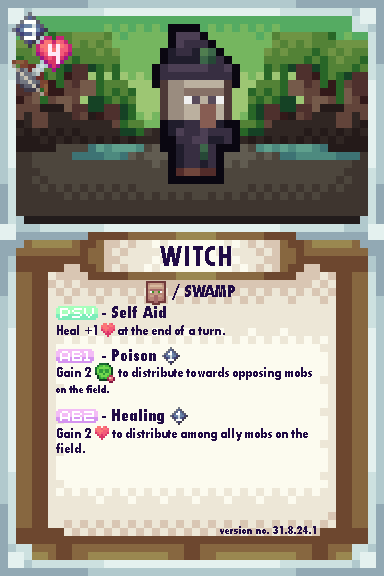 3
4
WITCH
/ SWAMP
PSV - Self Aid
Heal +1 at the end of a turn.
AB1 - Poison 1
Gain 2 to distribute towards opposing mobs
on the field.
AB2 - Healing 1
Gain 2 to distribute among ally mobs on the
field.
version no. 31.8.24.1